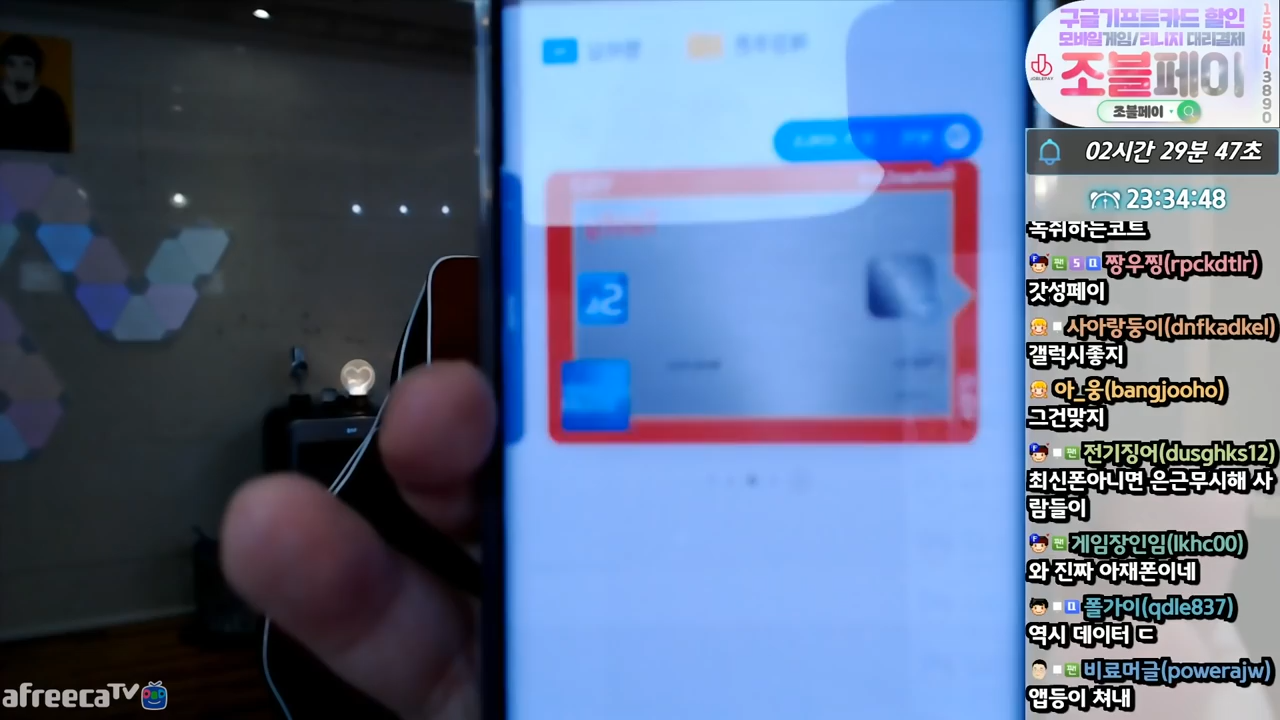 구글기프트카드 할인
모바일게임/리니지 대리결제
조블페이
JOBLEPAY
조블페이
1544-3890
02시간 29분 47초
23:34:48
녹취하는코트
팬 S 짱우찡(rpckdtlr)
갓성페이
사아랑둥이(dnfkadkel)
갤럭시좋지
아_웅(bangjooho)
그건맞지
팬 전기징어(dusghks12)
최신폰아니면 은근무시해 사
람들이
팬 게임장인임(lkhc00)
와 진짜 아재폰이네
폴가이(qdle837)
역시 데이터 ㄷ
팬 비료머글(powerajw)
앱등이 쳐내
afreecaTV